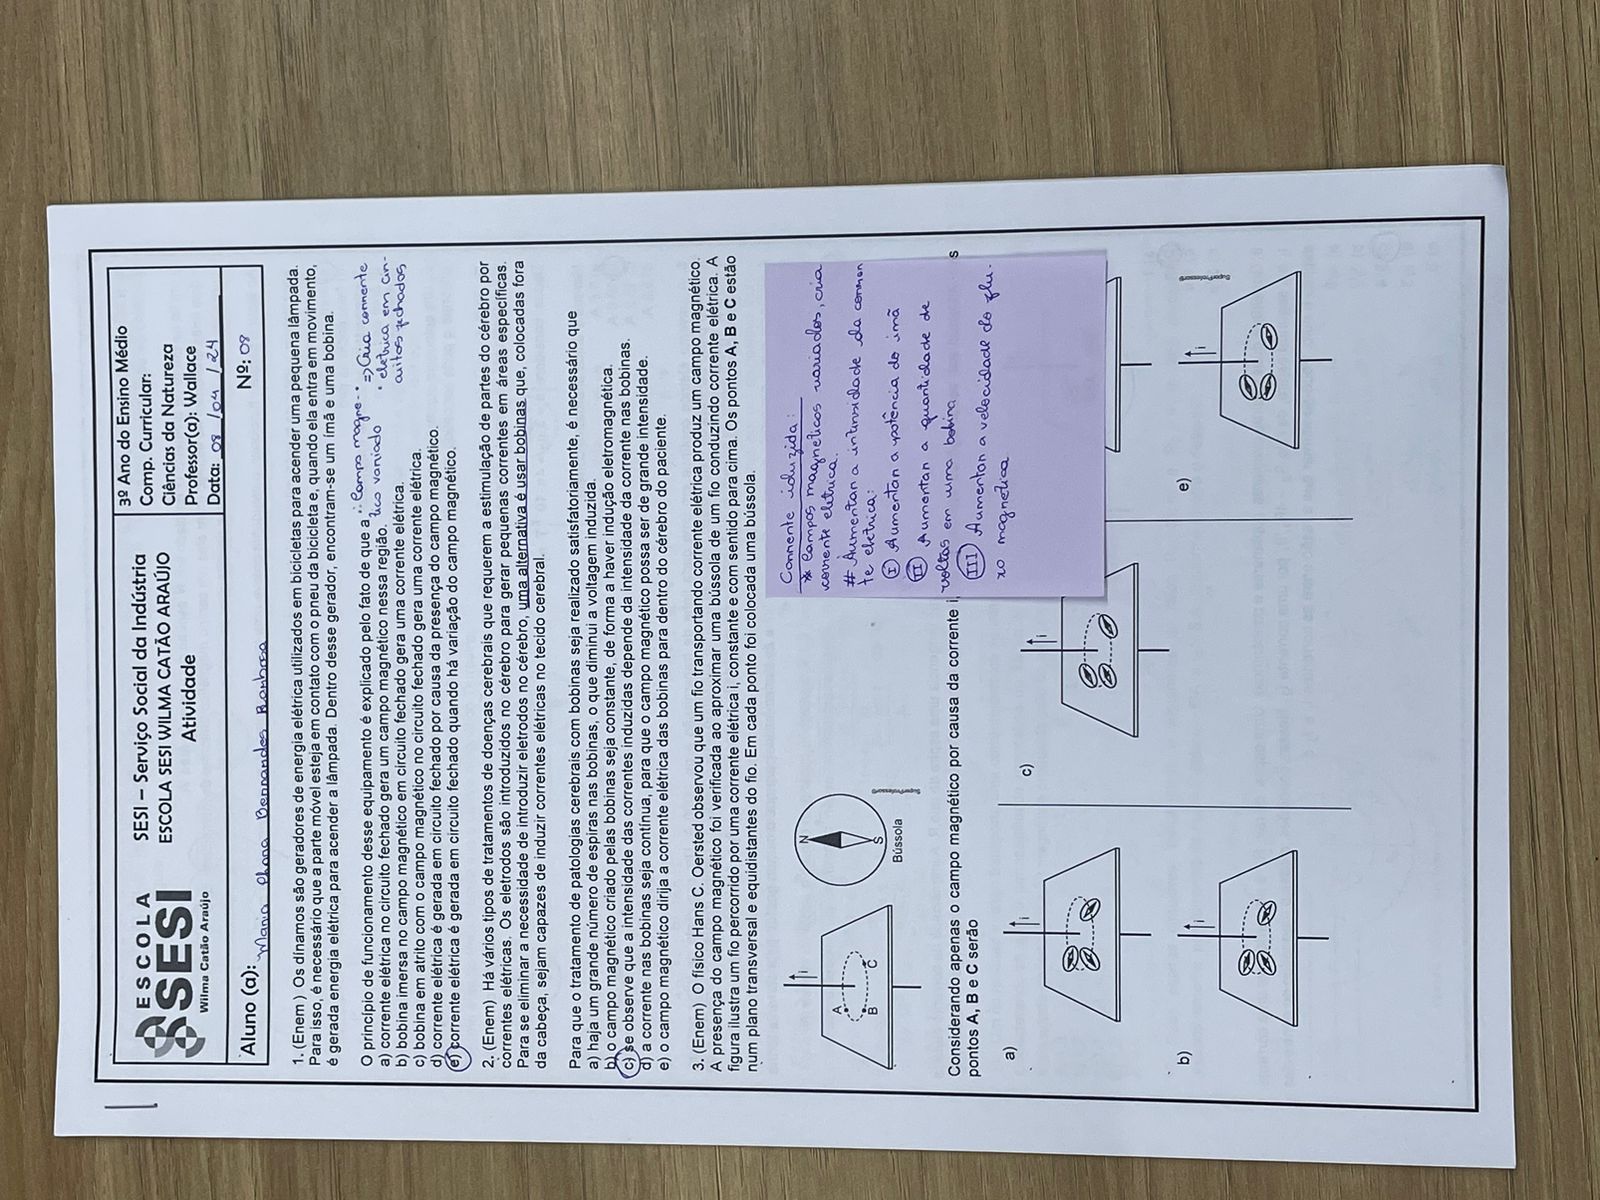 ESCOLA
SESI
Wilma Catão Araújo
SESI – Serviço Social da Indústria
ESCOLA SESI WILMA CATÃO ARAÚJO
Atividade
3º Ano do Ensino Médio
Comp. Curricular:
Ciências da Natureza
Professor(a): Wallace
Data: 08 /04 /24
Aluno (a): Maria Bernardes Barbosa
Nº: 08
1. (Enem ) Os dínamos são geradores de energia elétrica utilizados em bicicletas para acender uma pequena lâmpada.
Para isso, é necessário que a parte móvel esteja em contato com o pneu da bicicleta e, quando ela entra em movimento,
é gerada energia elétrica para acender a lâmpada. Dentro desse gerador, encontram-se um ímã e uma bobina.
O princípio de funcionamento desse equipamento é explicado pelo fato de que a
a) corrente elétrica no circuito fechado gera um campo magnético nessa região.
b) bobina imersa no campo magnético em circuito fechado gera uma corrente elétrica.
c) bobina em atrito com o campo magnético no circuito fechado gera uma corrente elétrica.
d) corrente elétrica é gerada em circuito fechado por causa da presença do campo magnético.
e) corrente elétrica é gerada em circuito fechado quando há variação do campo magnético.
∴ Campo magne-
tico variado
⇒ Cria corrente
eletrica em cir-
cuitos fechados
2. (Enem) Há vários tipos de tratamentos de doenças cerebrais que requerem a estimulação de partes do cérebro por
correntes elétricas. Os eletrodos são introduzidos no cérebro para gerar pequenas correntes em áreas específicas.
Para se eliminar a necessidade de introduzir eletrodos no cérebro, uma alternativa é usar bobinas que, colocadas fora
da cabeça, sejam capazes de induzir correntes elétricas no tecido cerebral.
Para que o tratamento de patologias cerebrais com bobinas seja realizado satisfatoriamente, é necessário que
a) haja um grande número de espiras nas bobinas, o que diminui a voltagem induzida.
b) o campo magnético criado pelas bobinas seja constante, de forma a haver indução eletromagnética.
c) se observe que a intensidade das correntes induzidas depende da intensidade da corrente nas bobinas.
d) a corrente nas bobinas seja contínua, para que o campo magnético possa ser de grande intensidade.
e) o campo magnético dirija a corrente elétrica das bobinas para dentro do cérebro do paciente.
3. (Enem) O físico Hans C. Oersted observou que um fio transportando corrente elétrica produz um campo magnético.
A presença do campo magnético foi verificada ao aproximar uma bússola de um fio conduzindo corrente elétrica. A
figura ilustra um fio percorrido por uma corrente elétrica i, constante e com sentido para cima. Os pontos A, B e C estão
num plano transversal e equidistantes do fio. Em cada ponto foi colocada uma bússola.
i
A
B
C
N
S
Bússola
SuperProfessor®
Corrente iduzida:
* Campos magneticos variados, cria
corrente eletrica.
# Aumentar a intensidade da corren
te eletrica:
I Aumentar a potência do imã
II Aumentar a quantidade de
voltas em uma bobina
III Aumentar a velocidade do flu-
xo magnetica
Considerando apenas o campo magnético por causa da corrente i,
s
pontos A, B e C serão
a)
i
c)
i
b)
i
e)
i
SuperProfessor®